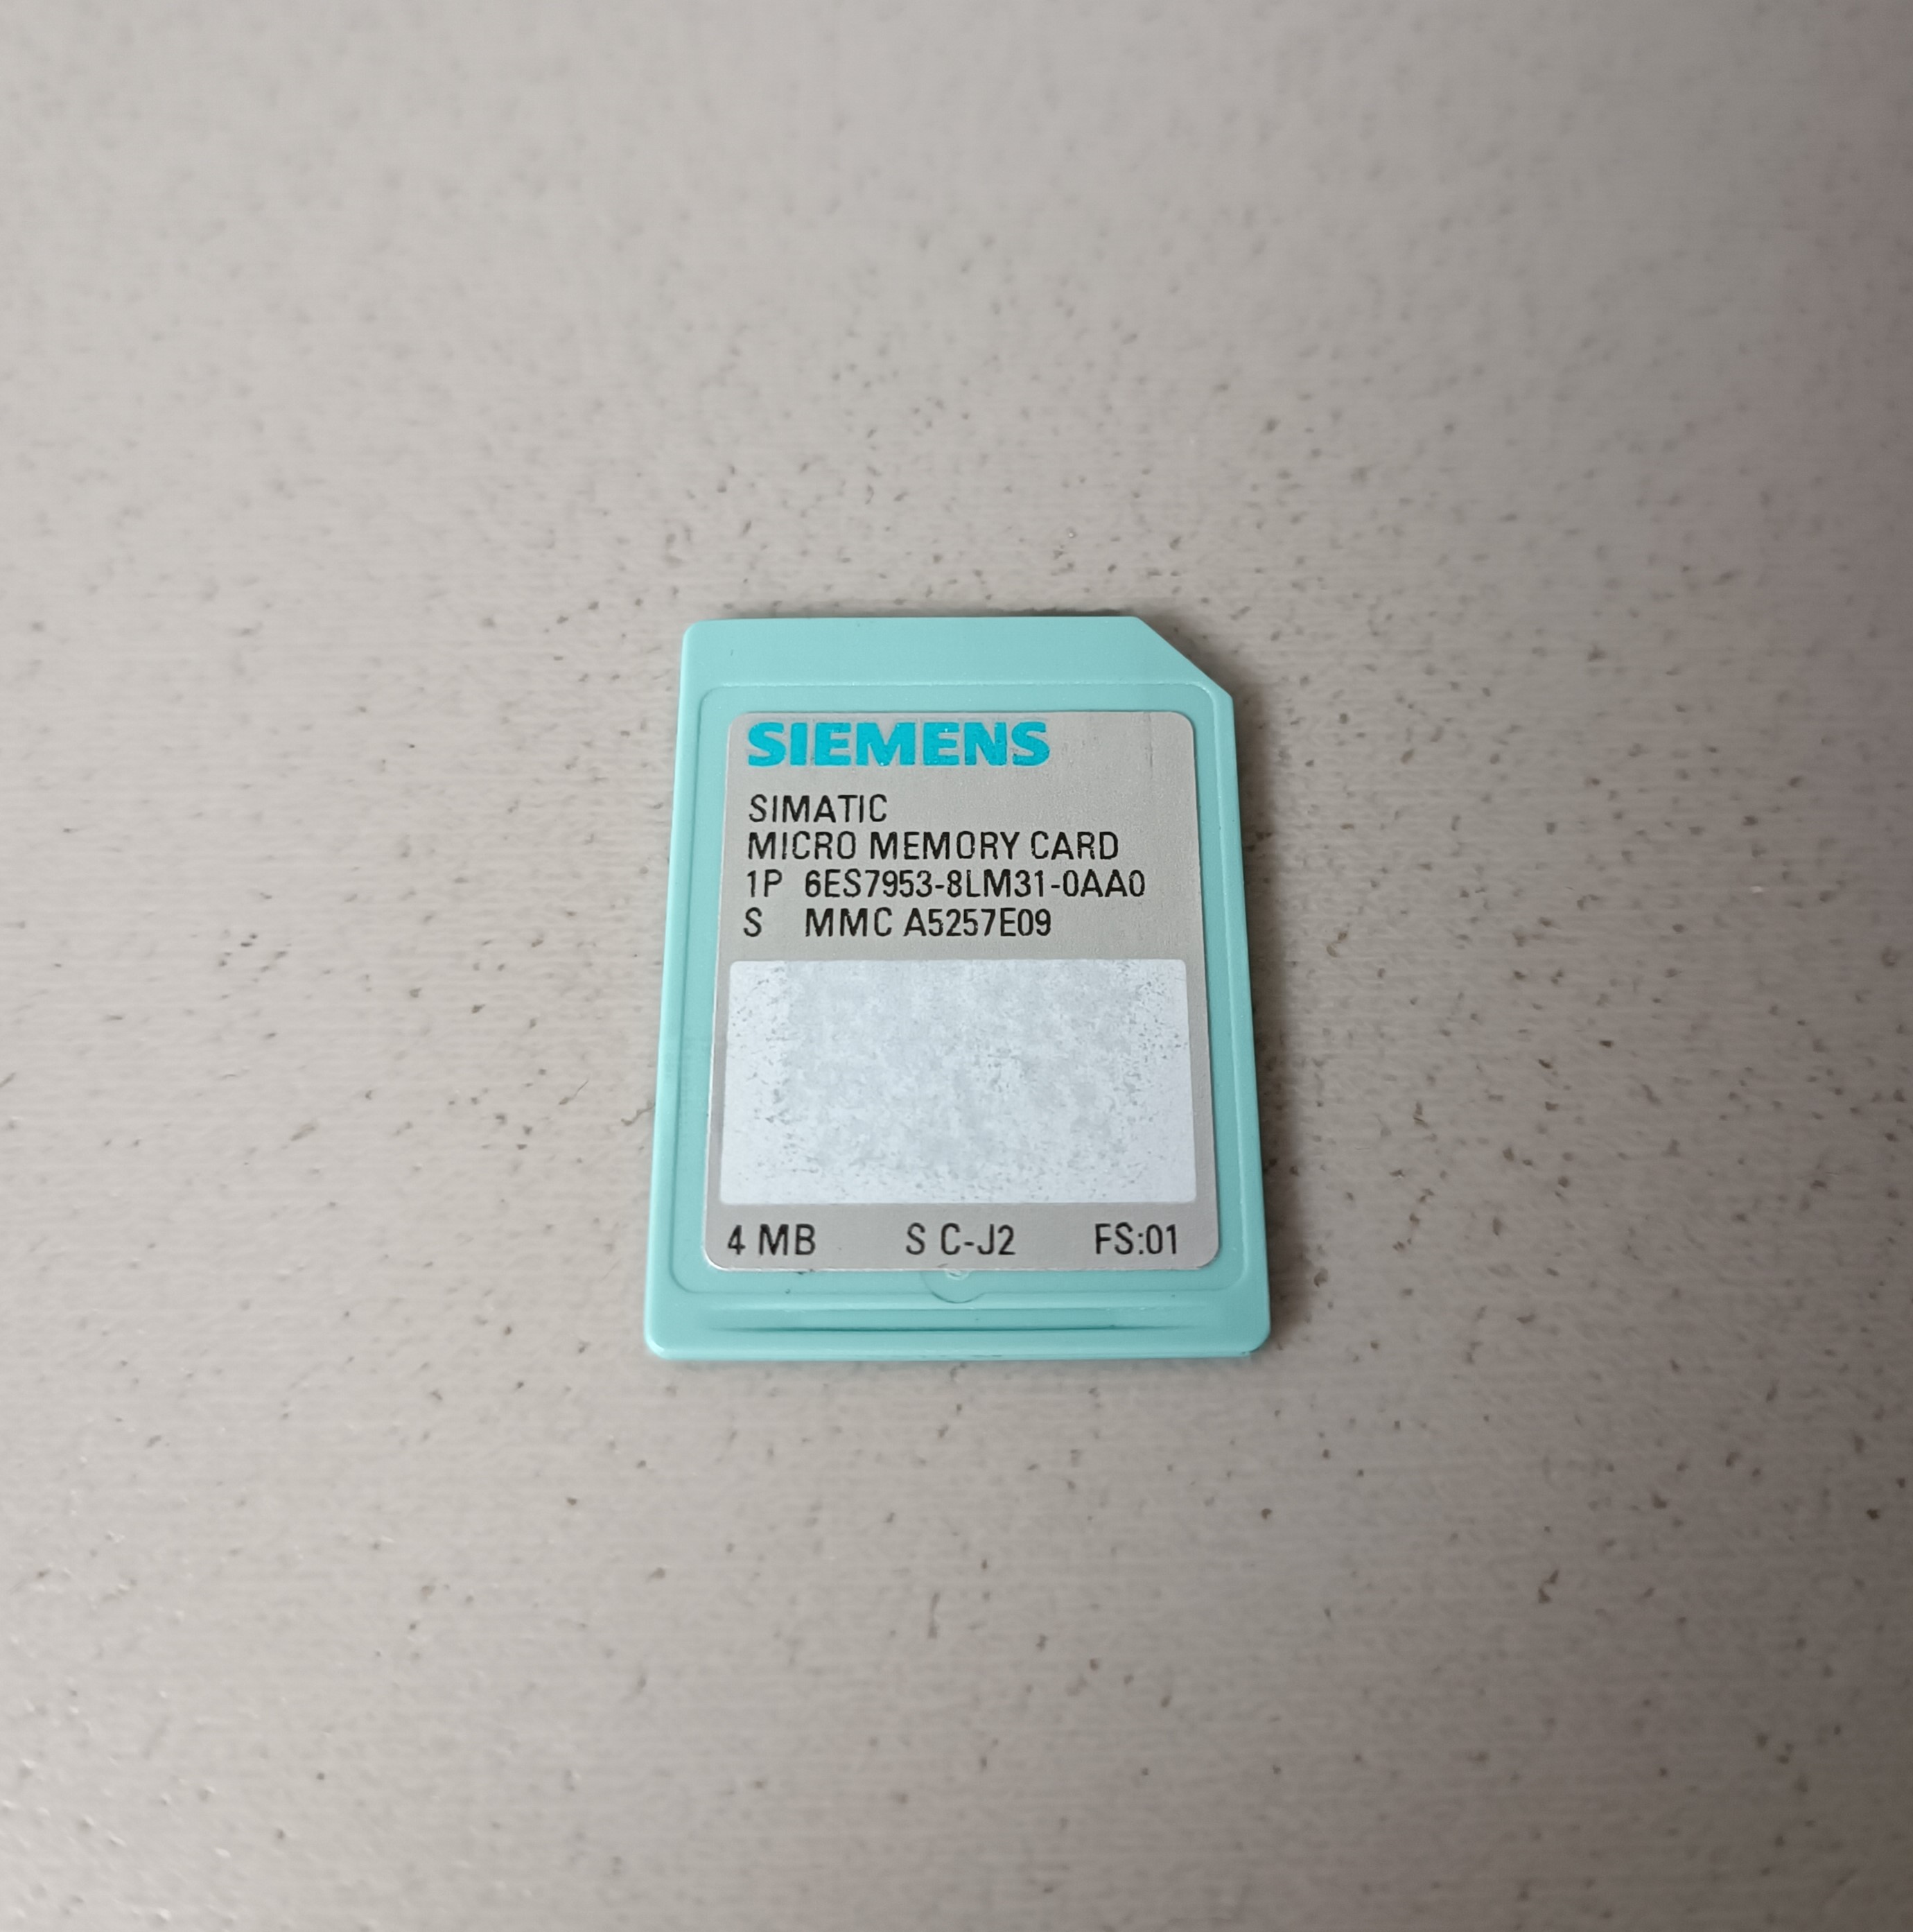 SIEMENS
SIMATIC
MICRO MEMORY CARD
1P 6ES7953-8LM31-0AA0
S MMC A5257E09
4 MB S C-J2 FS:01